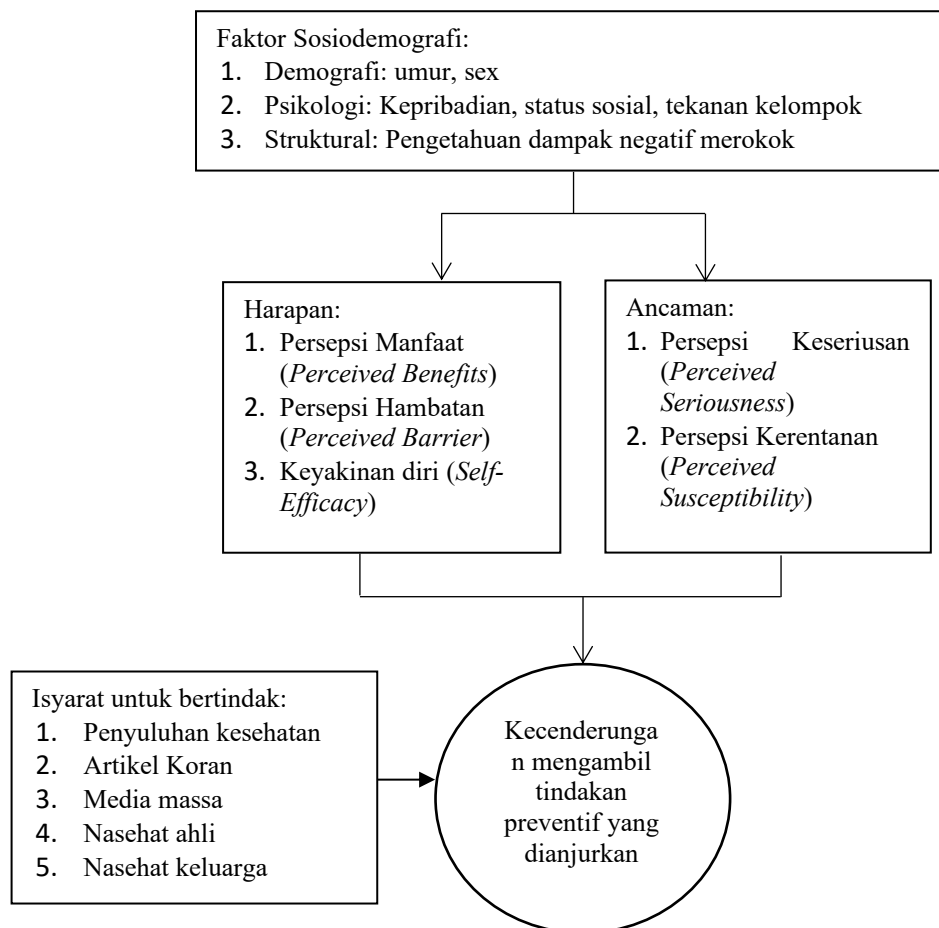 Faktor Sosiodemografi:
1. Demografi: umur, sex
2. Psikologi: Kepribadian, status sosial, tekanan kelompok
3. Struktural: Pengetahuan dampak negatif merokok
Harapan:
1. Persepsi Manfaat
(Perceived Benefits)
2. Persepsi Hambatan
(Perceived Barrier)
3. Keyakinan diri (Self-
Efficacy)
Ancaman:
1. Persepsi Keseriusan
(Perceived
Seriousness)
2. Persepsi Kerentanan
(Perceived
Susceptibility)
Isyarat untuk bertindak:
1. Penyuluhan kesehatan
2. Artikel Koran
3. Media massa
4. Nasehat ahli
5. Nasehat keluarga
Kecenderunga
n mengambil
tindakan
preventif yang
dianjurkan